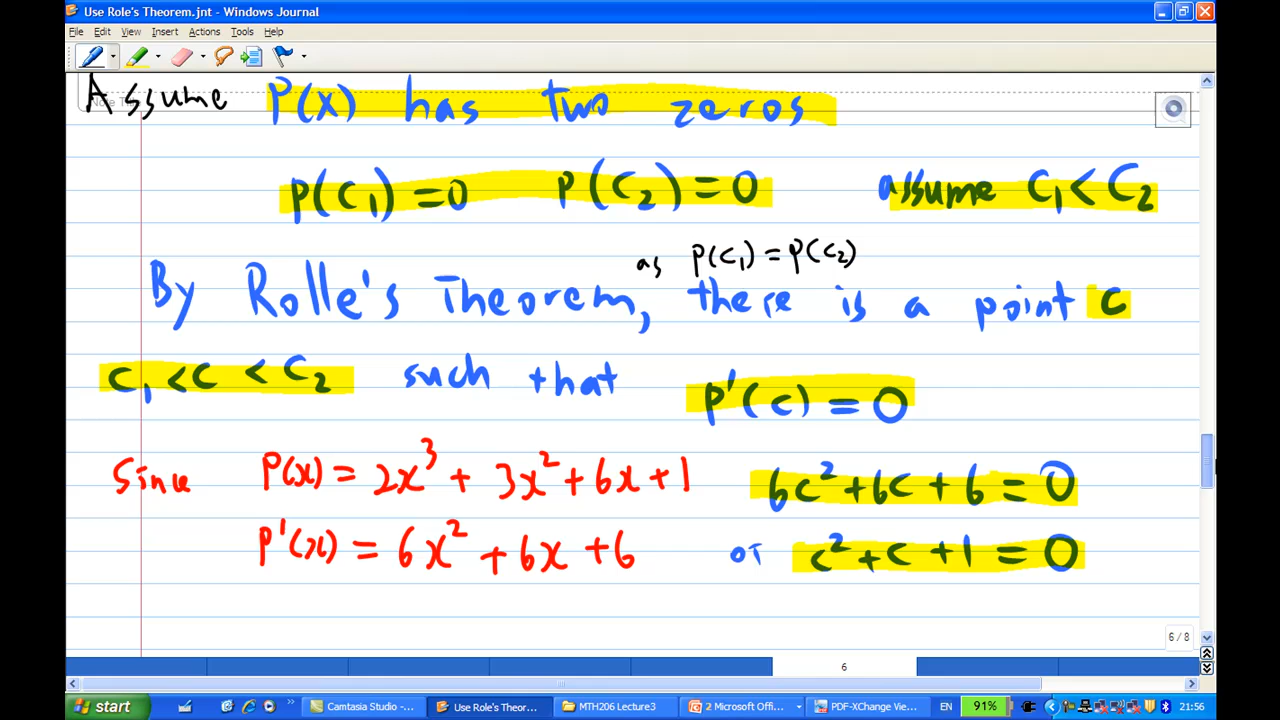 Use Role's Theorem.jnt - Windows Journal
File Edit View Insert Actions Tools Help
Assume P(x) has two zeros
P(C₁) = 0 P(C₂) = 0 assume C₁ < C₂
as P(C₁) = P(C₂)
By Rolle's Theorem, there is a point c
C₁ < C < C₂ such that P'(c) = 0
Since P(x) = 2x³ + 3x² + 6x + 1 6c² + 6c + 6 = 0
P'(x) = 6x² + 6x + 6 or c² + c + 1 = 0
6 / 8
6
start Camtasia Studio - ... Use Rolle's Theor... MTH206 Lecture3 2 Microsoft Offi... PDF-XChange Vie... EN 91% 21:56